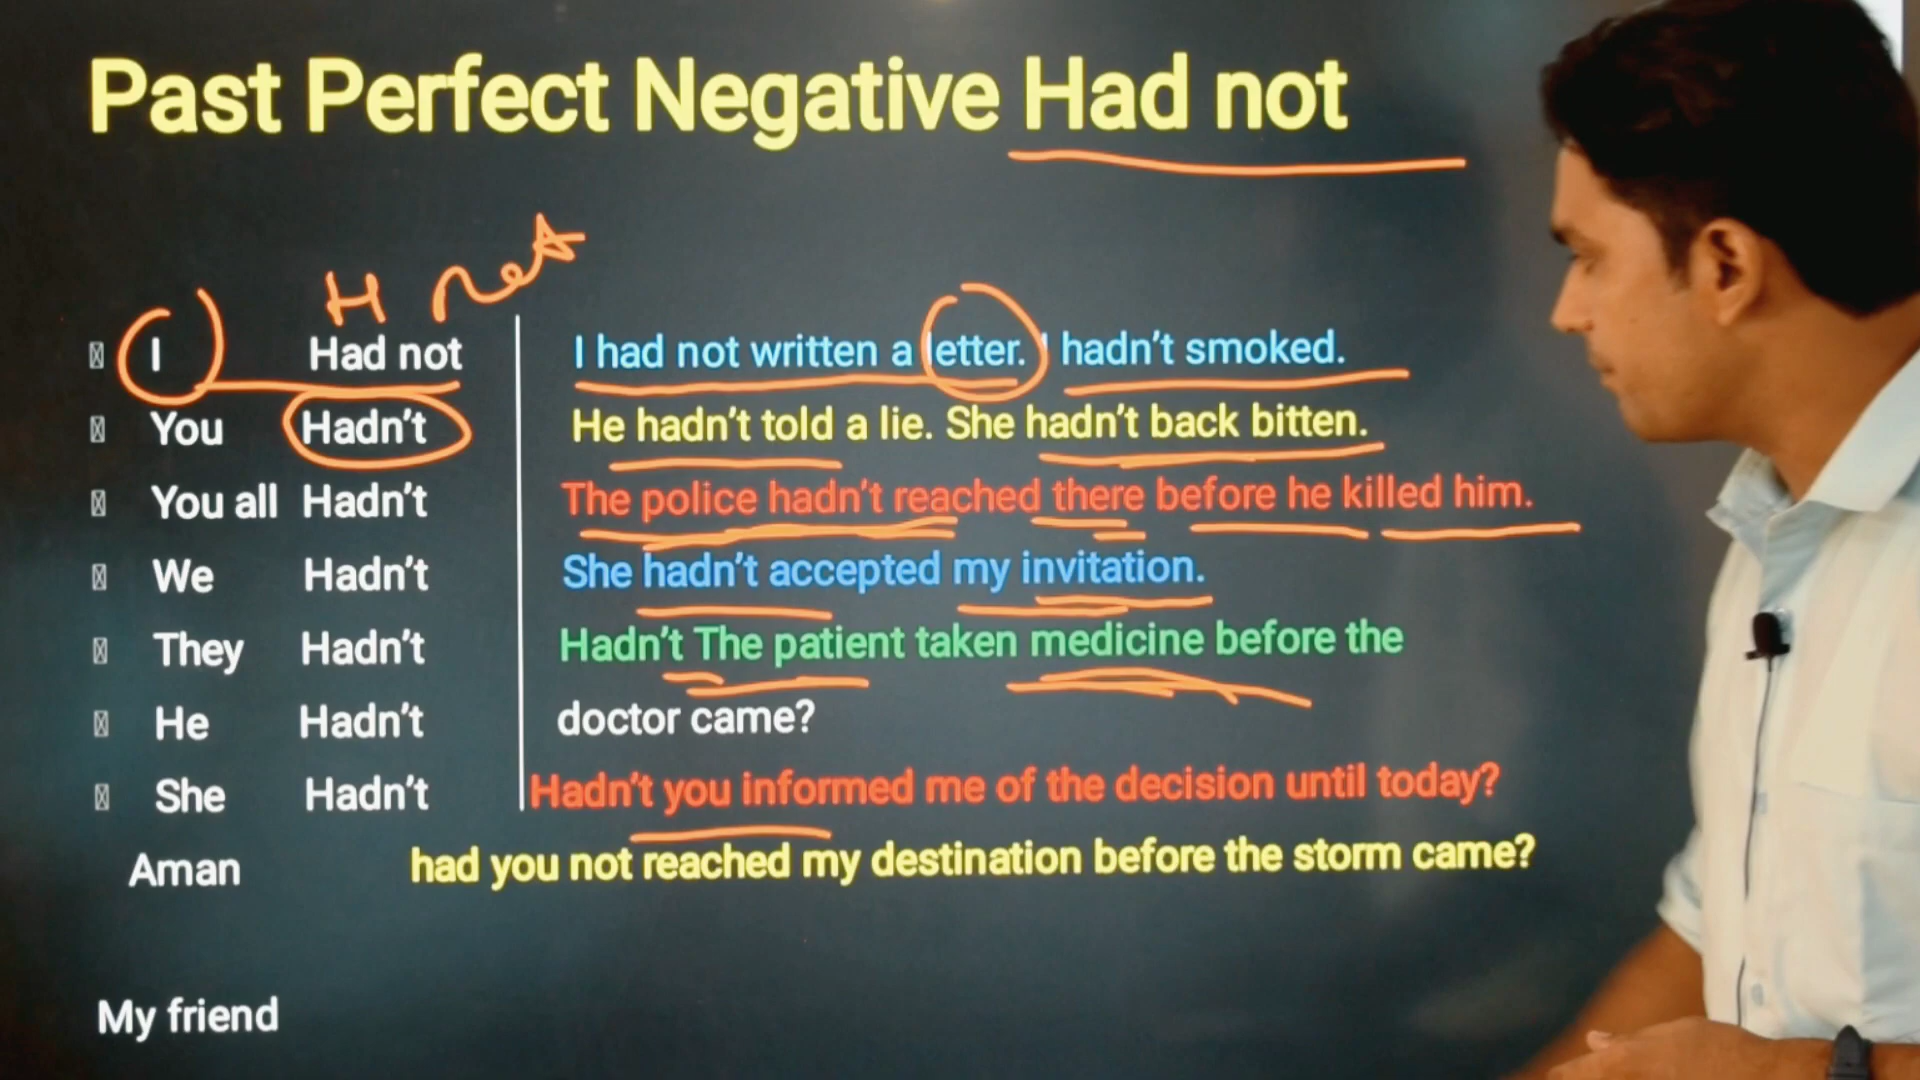 Past Perfect Negative Had not
H not
I Had not I had not written a letter. I hadn't smoked.
You Hadn't He hadn't told a lie. She hadn't back bitten.
You all Hadn't The police hadn't reached there before he killed him.
We Hadn't She hadn't accepted my invitation.
They Hadn't Hadn't The patient taken medicine before the
He Hadn't doctor came?
She Hadn't Hadn't you informed me of the decision until today?
Aman had you not reached my destination before the storm came?
My friend